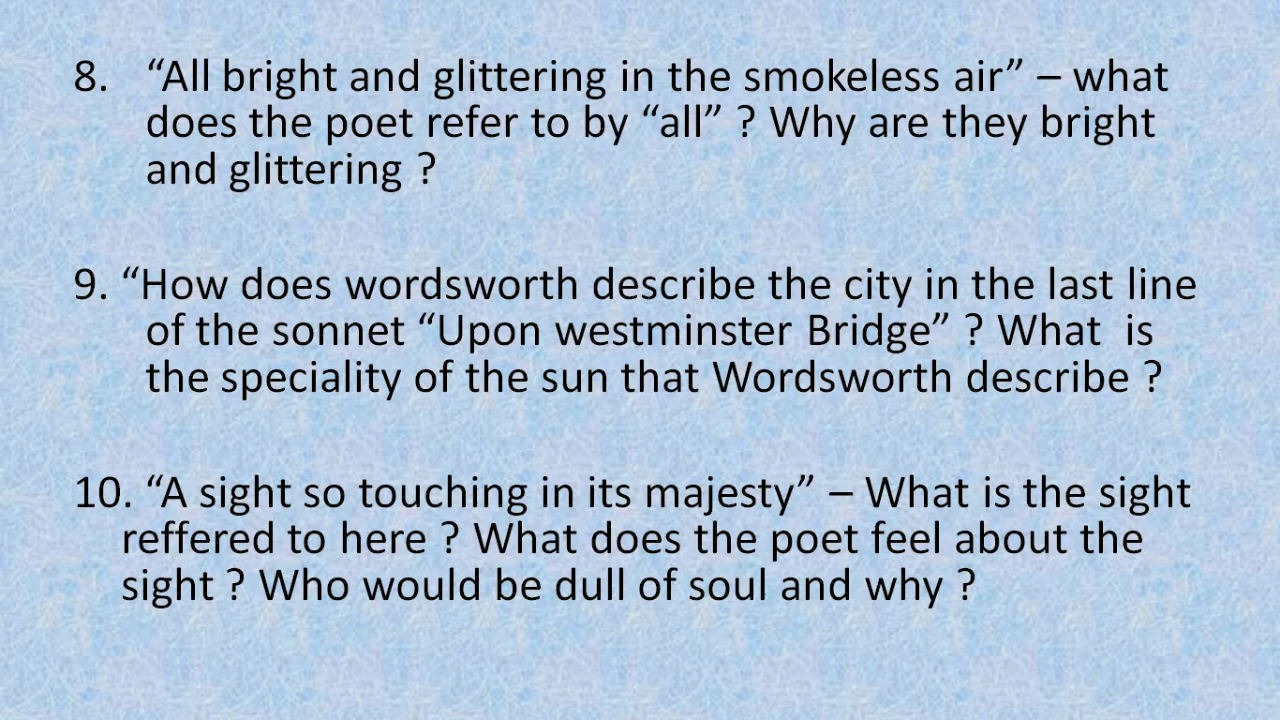 8. “All bright and glittering in the smokeless air” – what
does the poet refer to by “all” ? Why are they bright
and glittering ?
9. “How does wordsworth describe the city in the last line
of the sonnet “Upon westminster Bridge” ? What  is
the speciality of the sun that Wordsworth describe ?
10. “A sight so touching in its majesty” – What is the sight
reffered to here ? What does the poet feel about the
sight ? Who would be dull of soul and why ?